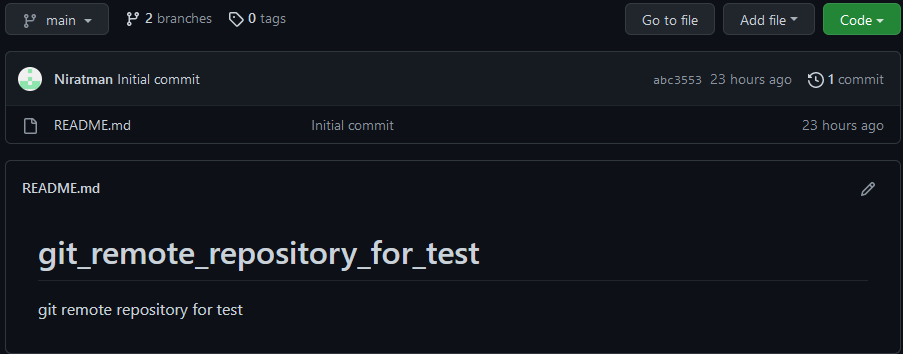 main 2 branches 0 tags Go to file Add file Code
Niratman Initial commit abc3553 23 hours ago 1 commit
README.md Initial commit 23 hours ago
README.md
git_remote_repository_for_test
git remote repository for test